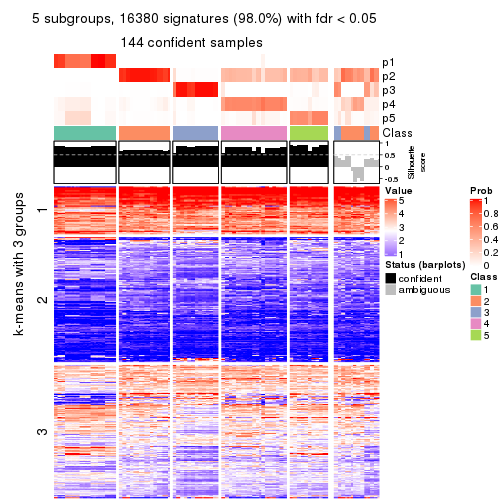 5 subgroups, 16380 signatures (98.0%) with fdr < 0.05
144 confident samples
p1
p2
p3
p4
p5
Class
1
0.5
0
-0.5
Silhouette
score
k-means with 3 groups
1
2
3
Value
5
4
3
2
1
Status (barplots)
confident
ambiguous
Prob
1
0.8
0.6
0.4
0.2
0
Class
1
2
3
4
5